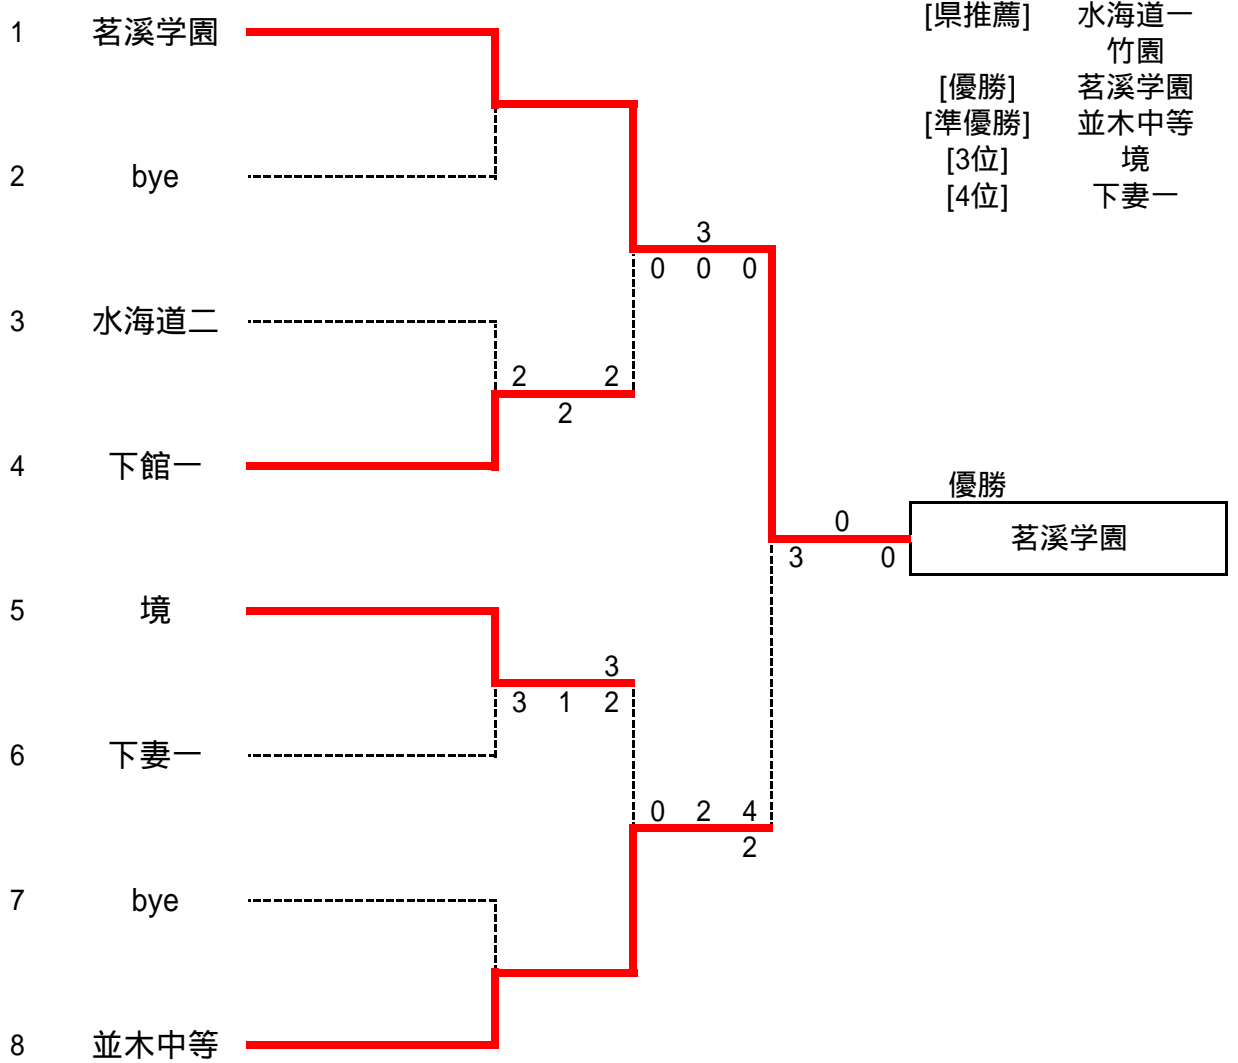 [県推薦] 水海道一
1 茗溪学園
竹園
[優勝] 茗溪学園
[準優勝] 並木中等
[3位] 境
2 bye
[4位] 下妻一
3
0 0 0
3 水海道二
2 2
2
4 下館一
優勝
0
茗溪学園
3 0
5 境
3
3 1 2
6 下妻一
0 2 4
2
7 bye
8 並木中等